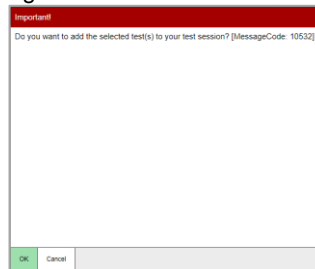 Important!
Do you want to add the selected test(s) to your test session? [MessageCode: 10532]
OK Cancel